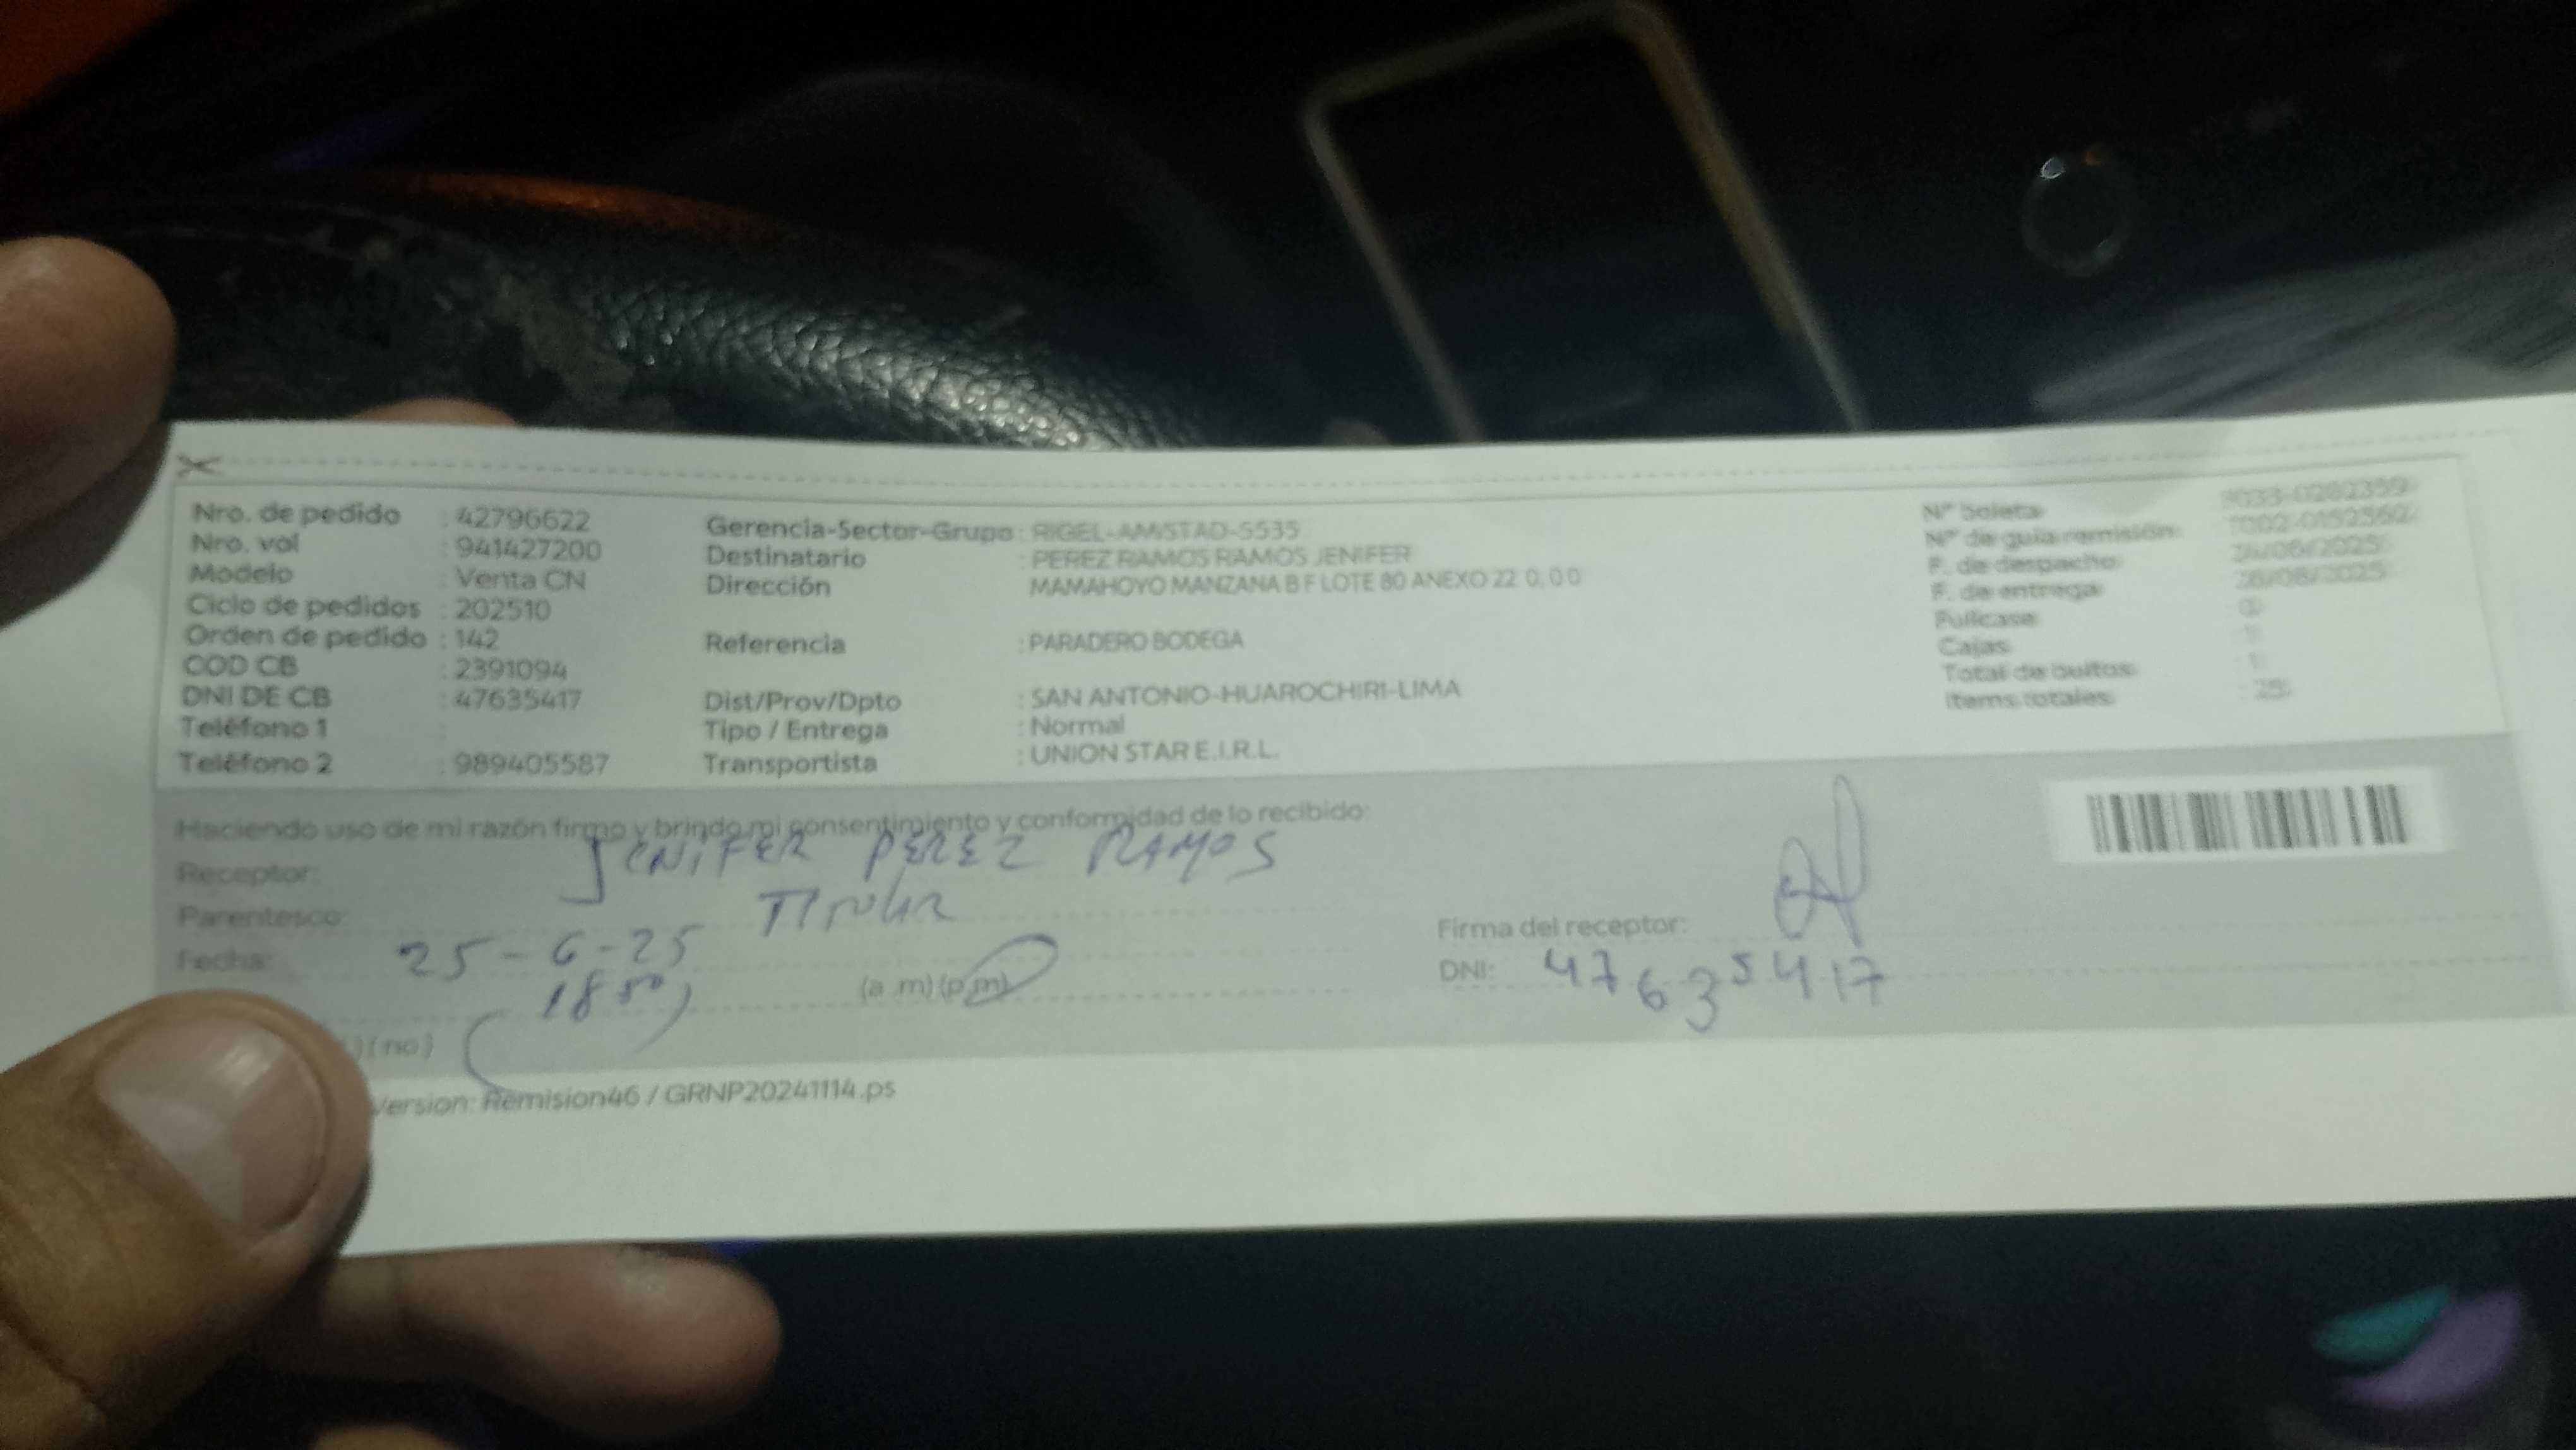 Nro. de pedido : 42796622
Nro. vol : 941427200
Modelo : Venta CN
Ciclo de pedidos : 202510
Orden de pedido : 142
COD CB : 2391094
DNI DE CB : 47635417
Teléfono 1 :
Teléfono 2 : 989405587
Gerencia-Sector-Grupo : RIGEL-AMISTAD-5535
Destinatario : PEREZ RAMOS RAMOS JENIFER
Dirección : MAMAHOYO MANZANA B F LOTE 80 ANEXO 22 0, 0 0
Referencia : PARADERO BODEGA
Dist/Prov/Dpto : SAN ANTONIO-HUAROCHIRI-LIMA
Tipo / Entrega : Normal
Transportista : UNION STAR E.I.R.L.
N° boleta
N° de guía remisión
F. de despacho
F. de entrega
Fullcase
Cajas
Total de bultos
Items totales
Haciendo uso de mi razón firmo y brindo mi consentimiento y conformidad de lo recibido:
Receptor: JENIFER PEREZ RAMOS
Parentesco: TITULAR
Fecha: 25-6-25
18 50 (a.m) (p.m)
(no)
Firma del receptor:
DNI: 47635417
Version: Remision46 / GRNP20241114.ps